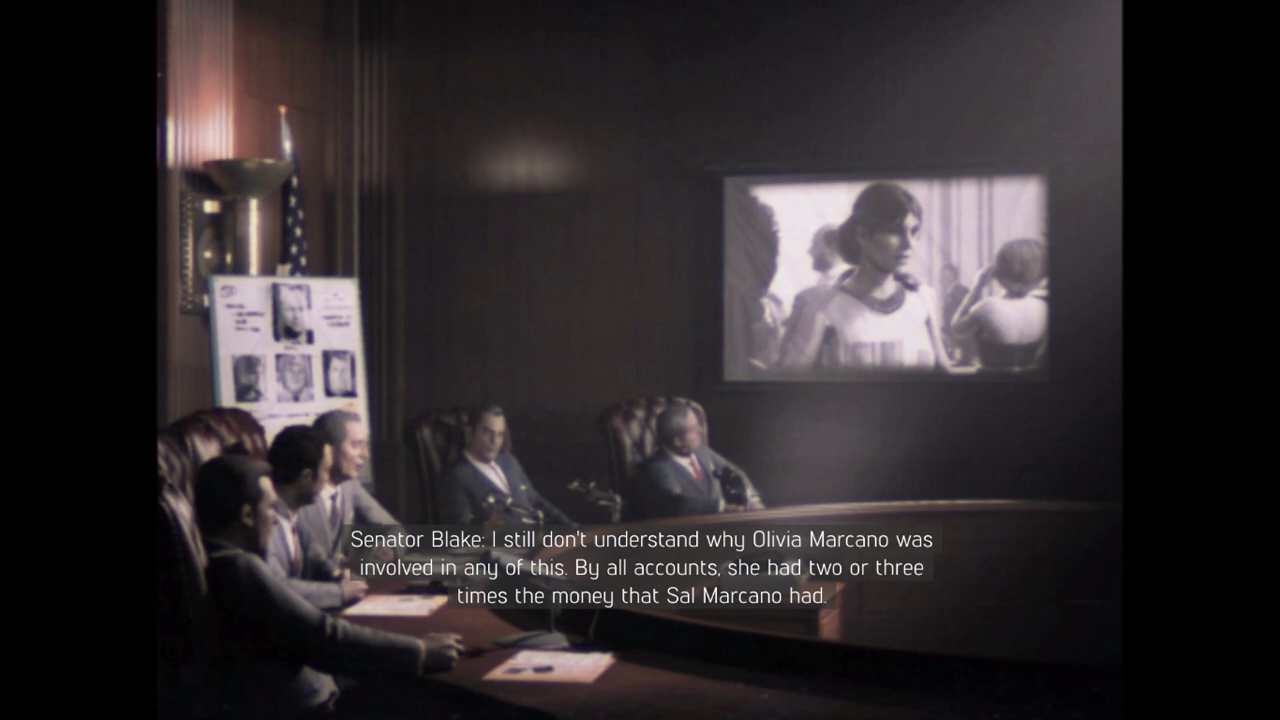 Senator Blake: I still don't understand why Olivia Marcano was
involved in any of this. By all accounts, she had two or three
times the money that Sal Marcano had.